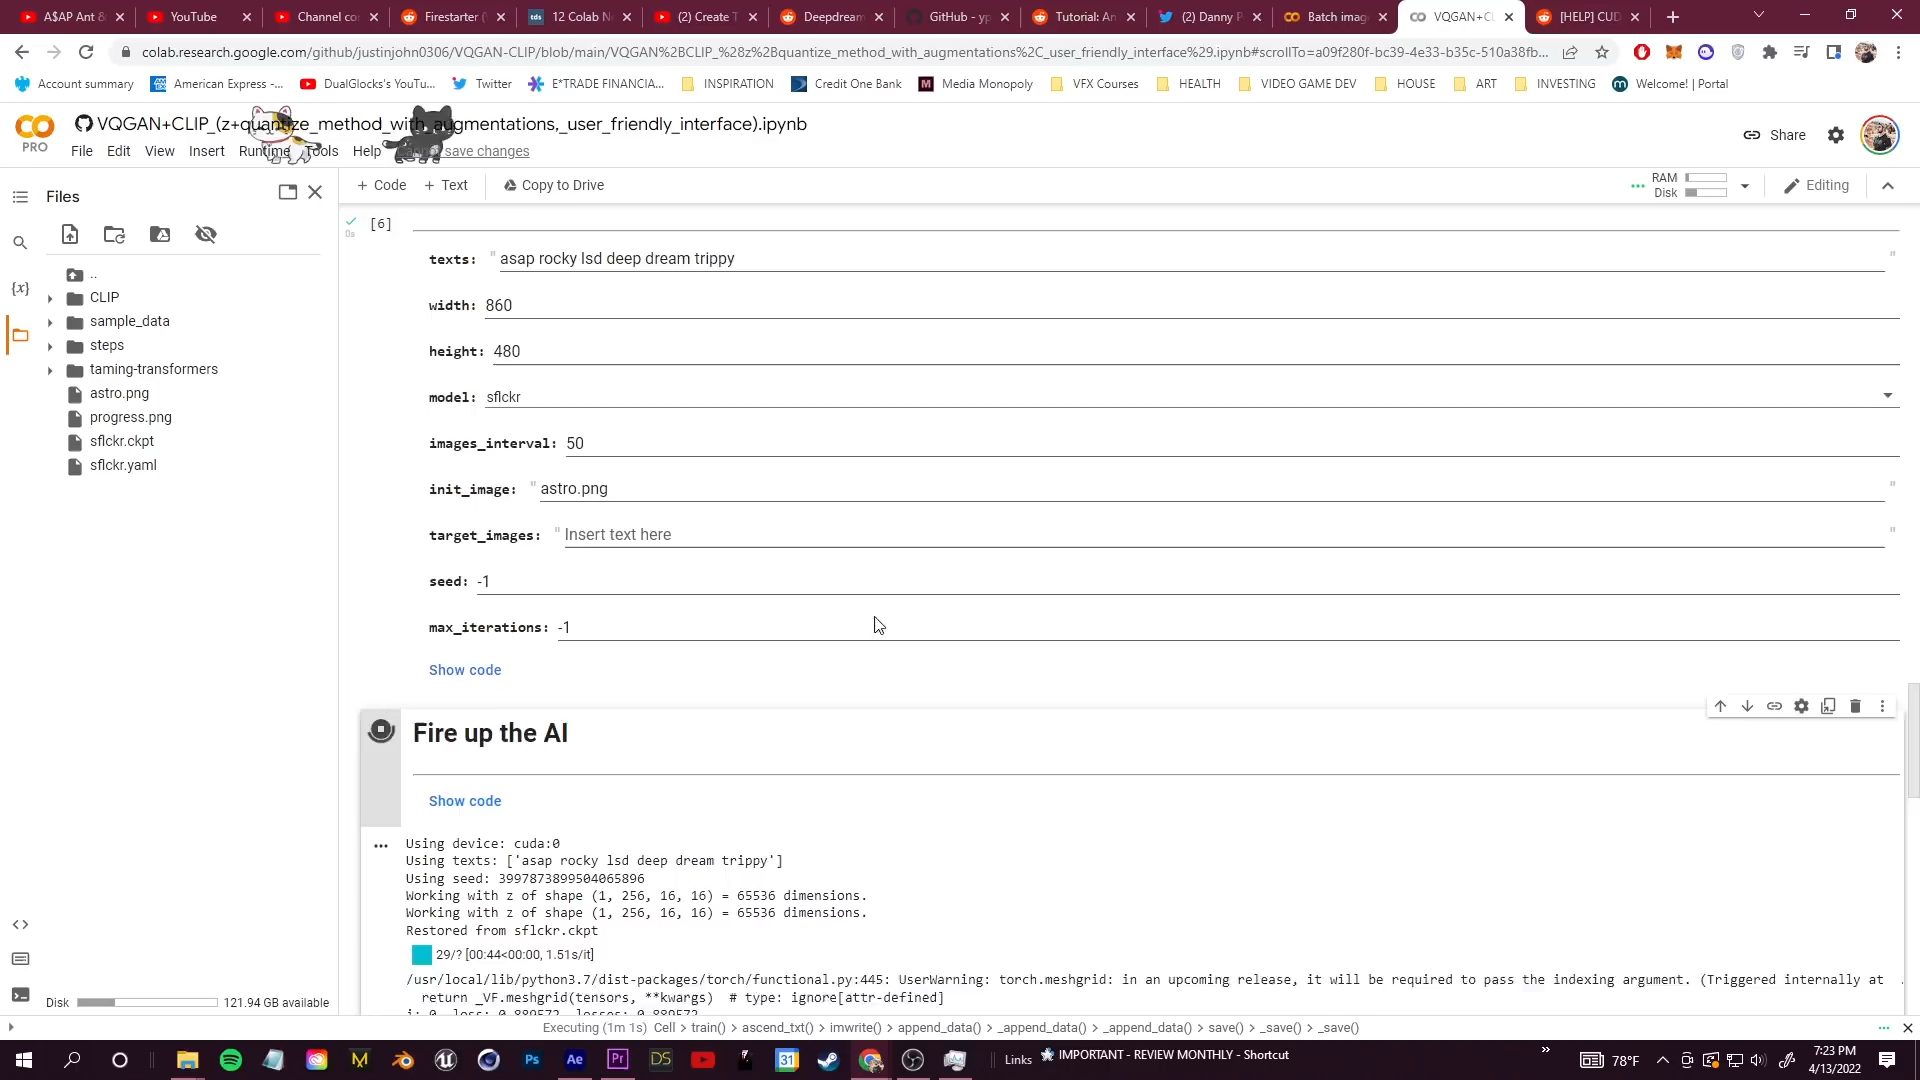 A$AP Ant &
YouTube
Channel co
Firestarter (
12 Colab N
(2) Create T
Deepdream
GitHub - yp
Tutorial: An
(2) Danny P
Batch imag
VQGAN+CL
[HELP] CUD
colab.research.google.com/github/justinjohn0306/VQGAN-CLIP/blob/main/VQGAN%2BCLIP_%28z%2Bquantize_method_with_augmentations%2C_user_friendly_interface%29.ipynb#scrollTo=a09f280f-bc39-4e33-b35c-510a38fb...
Account summary
American Express -...
DualGlocks's YouTu...
Twitter
E*TRADE FINANCIA...
INSPIRATION
Credit One Bank
Media Monopoly
VFX Courses
HEALTH
VIDEO GAME DEV
HOUSE
ART
INVESTING
Welcome! | Portal
PRO
VQGAN+CLIP_(z+quantize_method_with_augmentations,_user_friendly_interface).ipynb
File Edit View Insert Runtime Tools Help save changes
Share
Files
+ Code + Text Copy to Drive
RAM
Disk
Editing
..
CLIP
sample_data
steps
taming-transformers
astro.png
progress.png
sflckr.ckpt
sflckr.yaml
{x}
Disk 121.94 GB available
[6]
texts: " asap rocky lsd deep dream trippy "
width: 860
height: 480
model: sflckr
images_interval: 50
init_image: " astro.png "
target_images: " Insert text here "
seed: -1
max_iterations: -1
Show code
Fire up the AI
Show code
Using device: cuda:0
Using texts: ['asap rocky lsd deep dream trippy']
Using seed: 3997873899504065896
Working with z of shape (1, 256, 16, 16) = 65536 dimensions.
Working with z of shape (1, 256, 16, 16) = 65536 dimensions.
Restored from sflckr.ckpt
29/? [00:44<00:00, 1.51s/it]
/usr/local/lib/python3.7/dist-packages/torch/functional.py:445: UserWarning: torch.meshgrid: in an upcoming release, it will be required to pass the indexing argument. (Triggered internally at
return _VF.meshgrid(tensors, **kwargs) # type: ignore[attr-defined]
i: 0, loss: 0.889572, losses: 0.889572
Executing (1m 1s) Cell > train() > ascend_txt() > imwrite() > append_data() > _append_data() > _append_data() > save() > _save() > _save()
Links
IMPORTANT - REVIEW MONTHLY - Shortcut
78°F
7:23 PM
4/13/2022